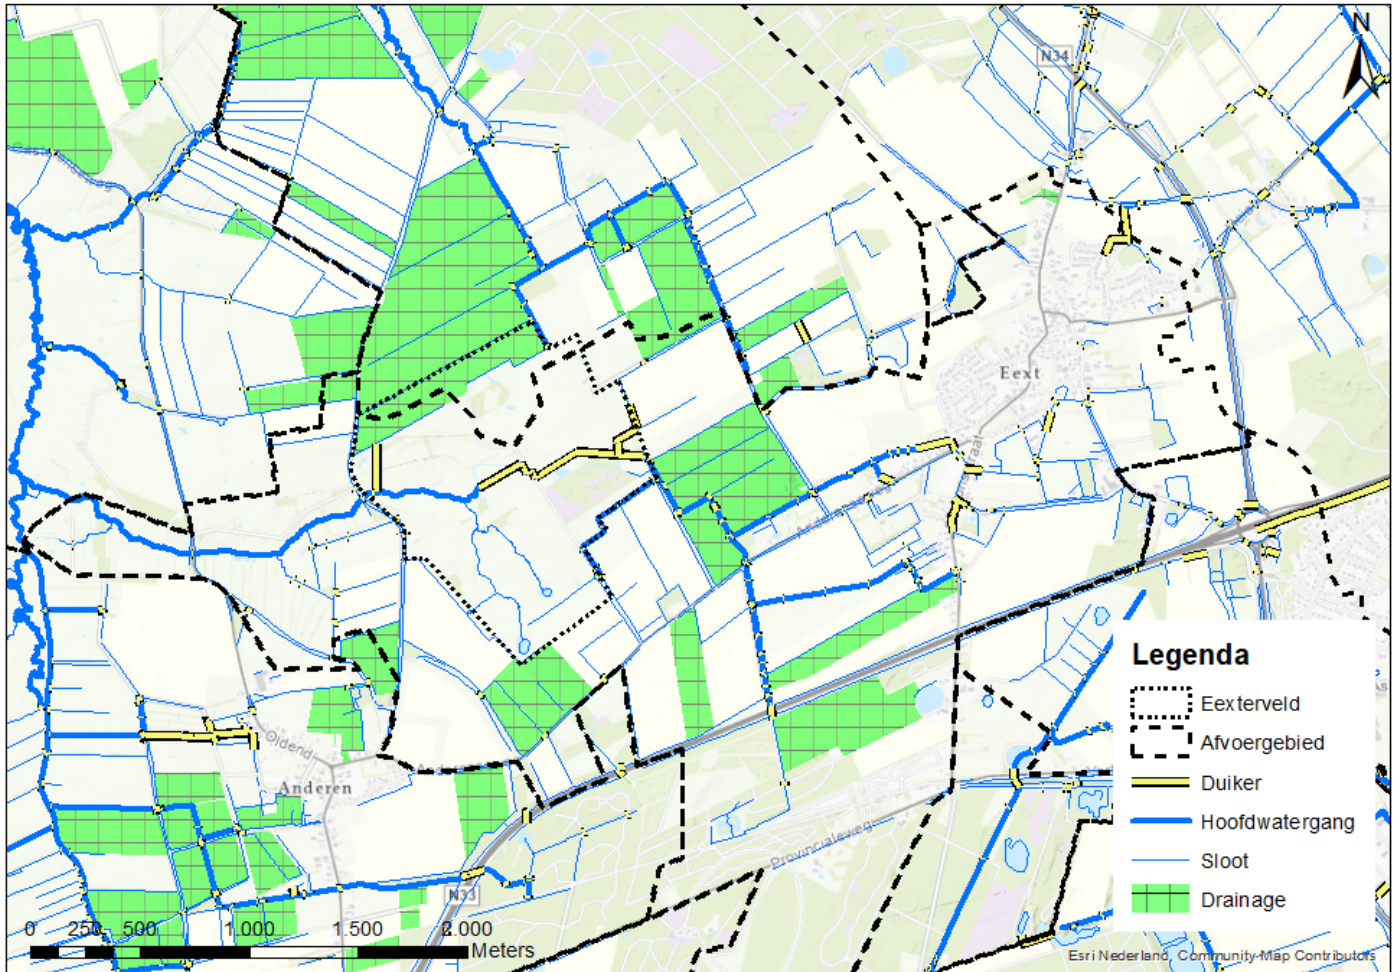 N
N34
Eext
Legenda
Eexterveld
Afvoergebied
Duiker
Hoofdwatergang
Sloot
Drainage
Anderen
Provincialeweg
N33
0 250 500 1.000 1.500 2.000
Meters
Esri Nederland, Community Map Contributors